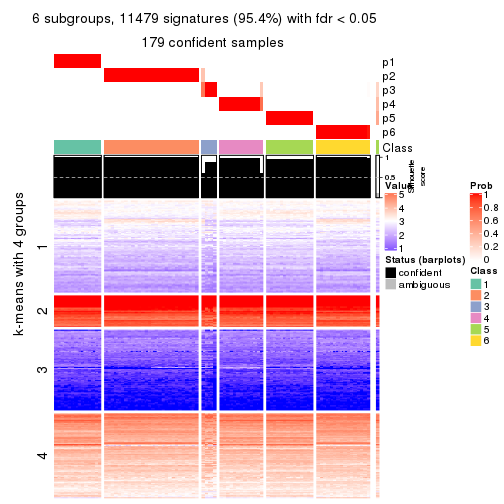 6 subgroups, 11479 signatures (95.4%) with fdr < 0.05
179 confident samples
p1
p2
p3
p4
p5
p6
Class
1
0.5
0
Silhouette
score
k-means with 4 groups
1
2
3
4
Value
5
4
3
2
1
Status (barplots)
confident
ambiguous
Prob
1
0.8
0.6
0.4
0.2
0
Class
1
2
3
4
5
6